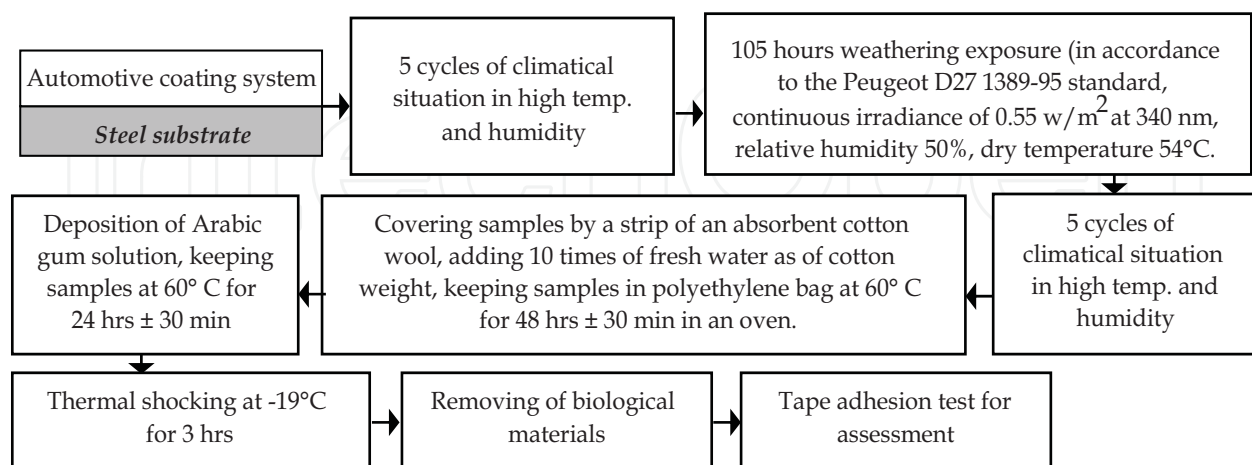 Automotive coating system
Steel substrate
5 cycles of climatical
situation in high temp.
and humidity
105 hours weathering exposure (in accordance
to the Peugeot D27 1389-95 standard,
continuous irradiance of 0.55 w/m2 at 340 nm,
relative humidity 50%, dry temperature 54°C.
5 cycles of
climatical situation
in high temp. and
humidity
Covering samples by a strip of an absorbent cotton
wool, adding 10 times of fresh water as of cotton
weight, keeping samples in polyethylene bag at 60° C
for 48 hrs ± 30 min in an oven.
Deposition of Arabic
gum solution, keeping
samples at 60° C for
24 hrs ± 30 min
Thermal shocking at -19°C
for 3 hrs
Removing of biological
materials
Tape adhesion test for
assessment